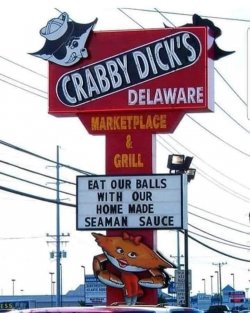 CRABBY DICK'S
DELAWARE
MARKETPLACE
&
GRILL
EAT OUR BALLS
WITH OUR
HOME MADE
SEAMAN SAUCE